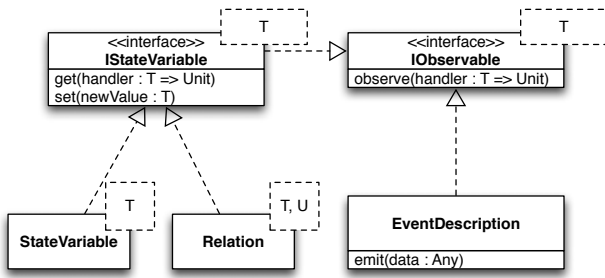 T
<<interface>>
IStateVariable
get(handler : T => Unit)
set(newValue : T)
T
<<interface>>
IObservable
observe(handler : T => Unit)
T
StateVariable
T, U
Relation
EventDescription
emit(data : Any)